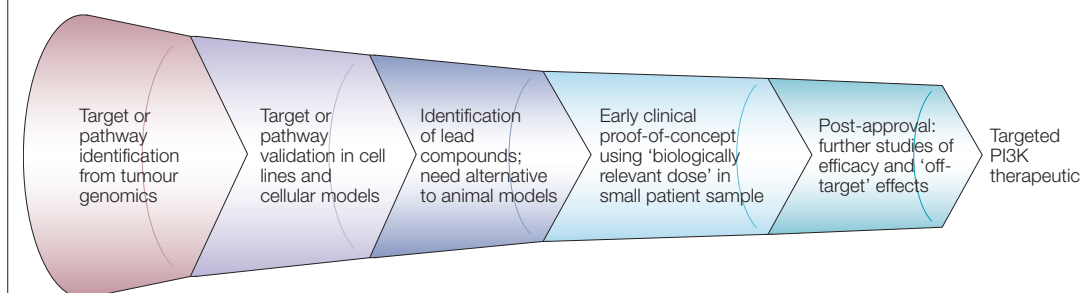 Target or
pathway
identification
from tumour
genomics
Target or
pathway
validation in cell
lines and
cellular models
Identification
of lead
compounds;
need alternative
to animal models
Early clinical
proof-of-concept
using ‘biologically
relevant dose’ in
small patient sample
Post-approval:
further studies of
efficacy and ‘off-
target’ effects
Targeted
PI3K
therapeutic